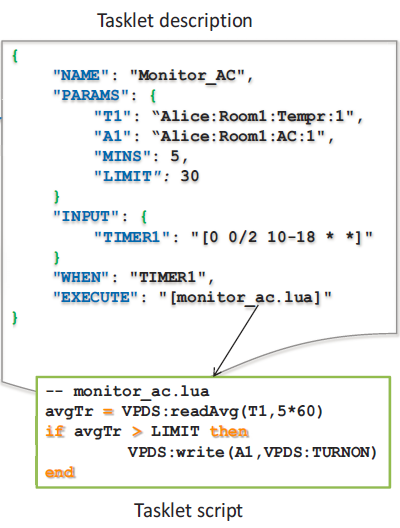 Tasklet description
{
"NAME": "Monitor_AC",
"PARAMS": {
"T1": “Alice:Room1:Tempr:1",
"A1": “Alice:Room1:AC:1",
"MINS": 5,
"LIMIT": 30
}
"INPUT": {
"TIMER1": "[0 0/2 10-18 * *]"
}
"WHEN": "TIMER1",
"EXECUTE": "[monitor_ac.lua]"
}
-- monitor_ac.lua
avgTr = VPDS:readAvg(T1,5*60)
if avgTr > LIMIT then
VPDS:write(A1,VPDS:TURNON)
end
Tasklet script